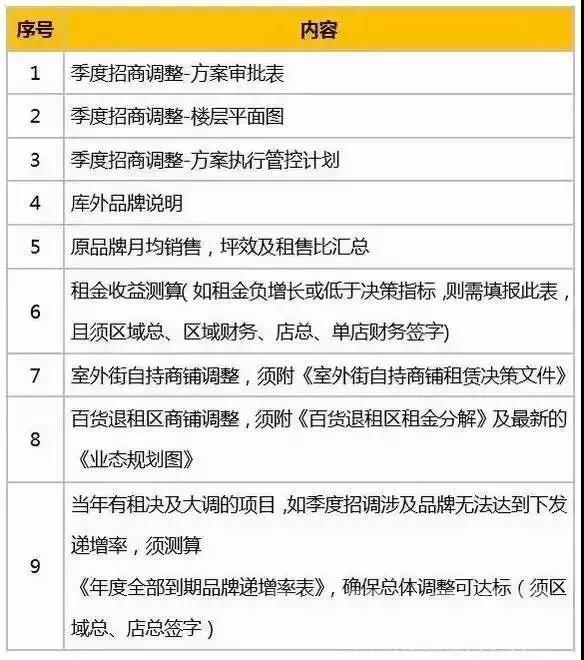 序号 内容
1 季度招商调整-方案审批表
2 季度招商调整-楼层平面图
3 季度招商调整-方案执行管控计划
4 库外品牌说明
5 原品牌月均销售，坪效及租售比汇总
6 租金收益测算(如租金负增长或低于决策指标,则需填报此表，
且须区域总、区域财务、店总、单店财务签字)
7 室外街自持商铺调整，须附《室外街自持商铺租赁决策文件》
8 百货退租区商铺调整，须附《百货退租区租金分解》及最新的
《业态规划图》
9 当年有租决及大调的项目,如季度招调涉及品牌无法达到下发
递增率，须测算
《年度全部到期品牌递增率表》，确保总体调整可达标（须区
域总、店总签字）